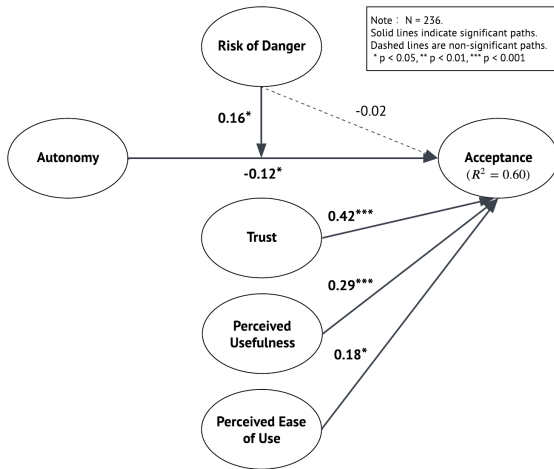 Risk of Danger
Note： N = 236.
Solid lines indicate significant paths.
Dashed lines are non-significant paths.
* p < 0.05, ** p < 0.01, *** p < 0.001
0.16*
-0.02
Autonomy
-0.12*
Acceptance
(R² = 0.60)
Trust
0.42***
Perceived
Usefulness
0.29***
Perceived Ease
of Use
0.18*